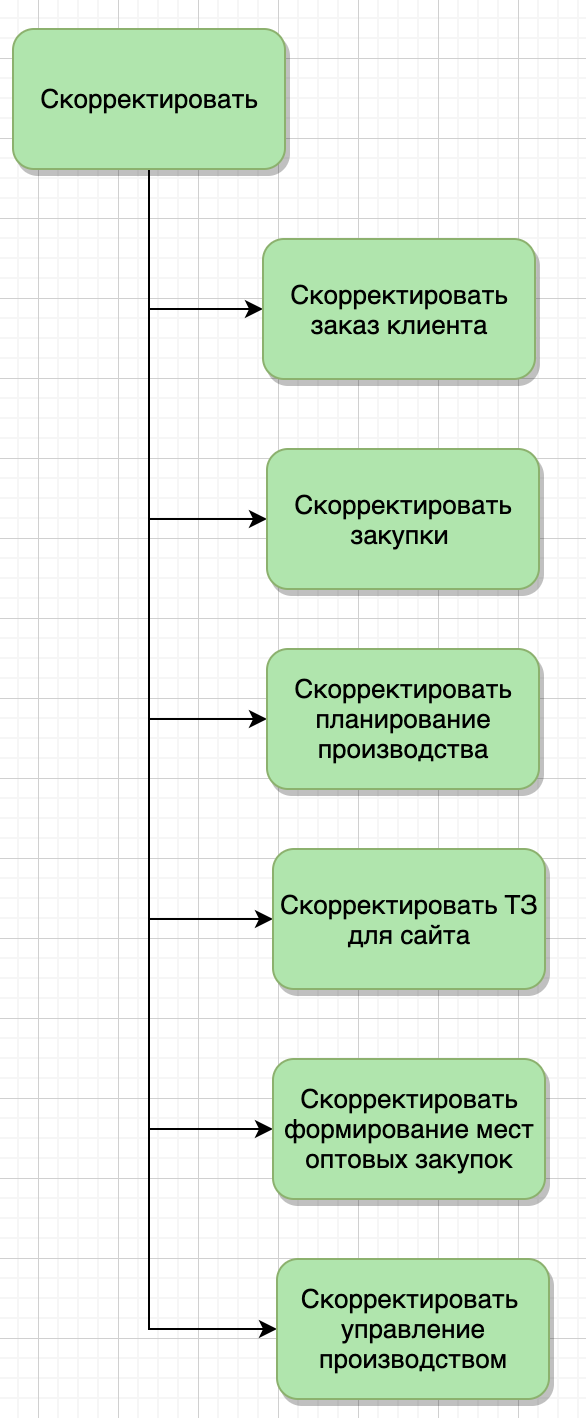 Скорректировать
Скорректировать
заказ клиента
Скорректировать
закупки
Скорректировать
планирование
производства
Скорректировать ТЗ
для сайта
Скорректировать
формирование мест
оптовых закупок
Скорректировать
управление
производством